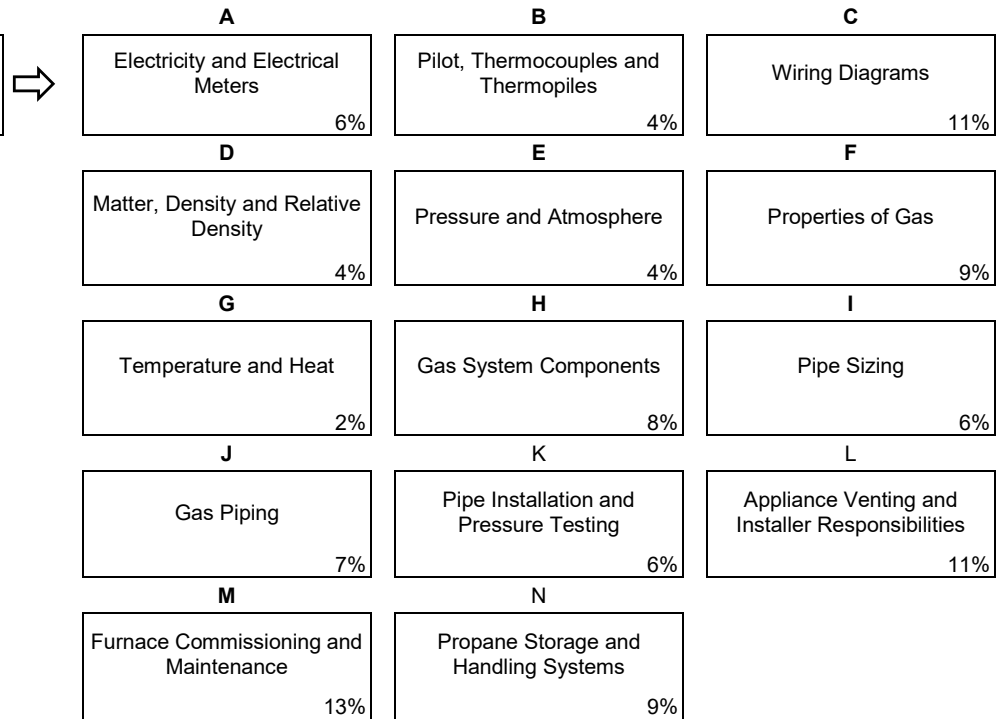 A
Electricity and Electrical
Meters
6%
B
Pilot, Thermocouples and
Thermopiles
4%
C
Wiring Diagrams
11%
D
Matter, Density and Relative
Density
4%
E
Pressure and Atmosphere
4%
F
Properties of Gas
9%
G
Temperature and Heat
2%
H
Gas System Components
8%
I
Pipe Sizing
6%
J
Gas Piping
7%
K
Pipe Installation and
Pressure Testing
6%
L
Appliance Venting and
Installer Responsibilities
11%
M
Furnace Commissioning and
Maintenance
13%
N
Propane Storage and
Handling Systems
9%